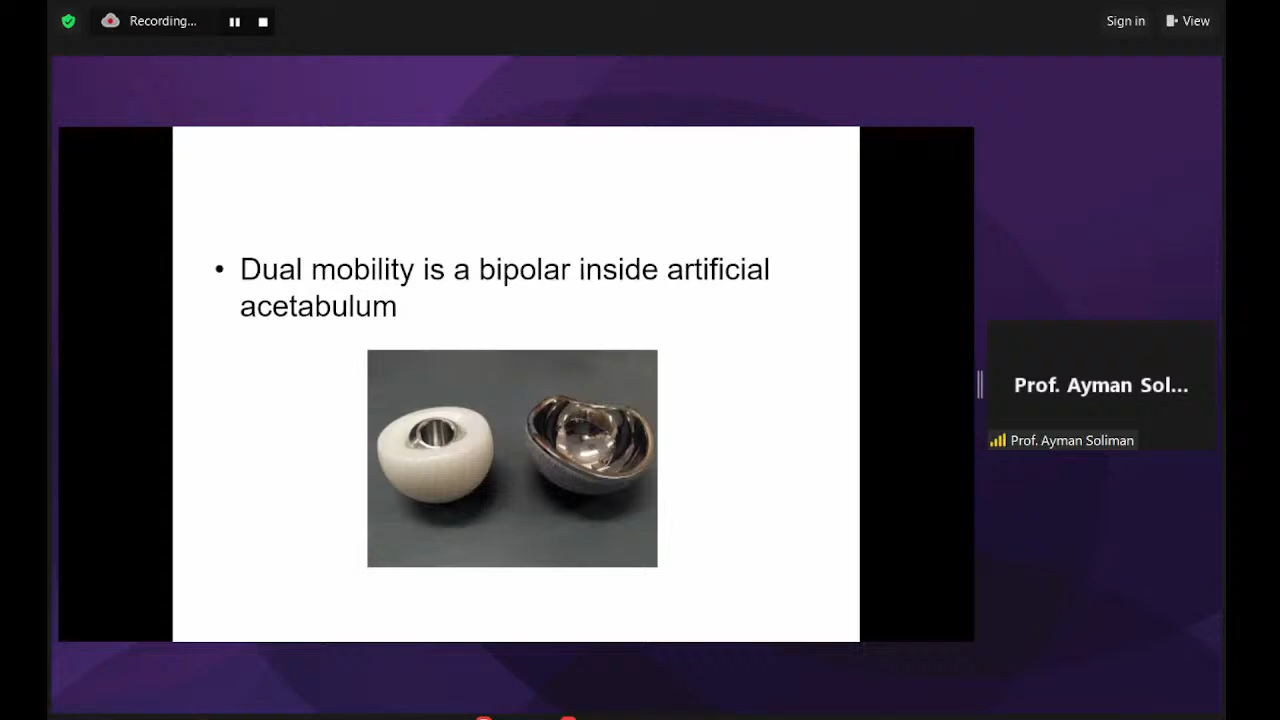 Recording...
Sign in
View
• Dual mobility is a bipolar inside artificial
acetabulum
Prof. Ayman Sol...
Prof. Ayman Soliman